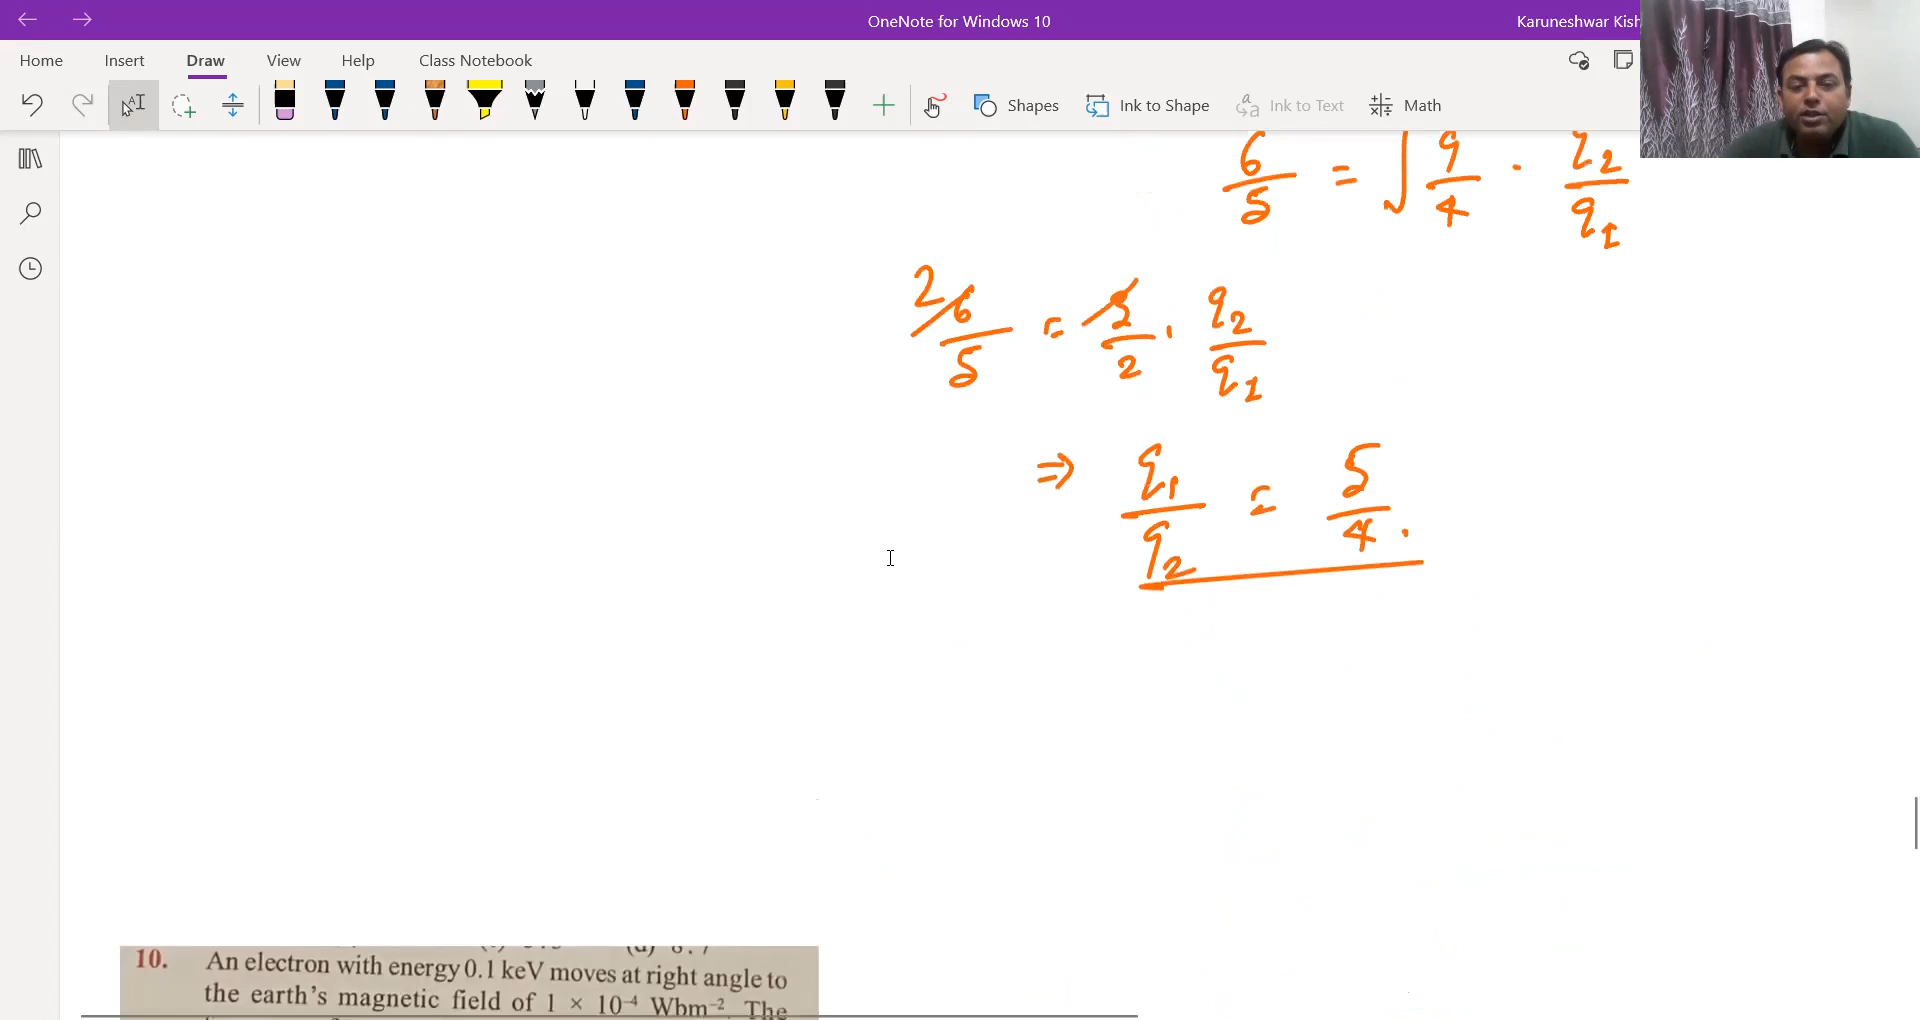 OneNote for Windows 10
Karuneshwar Kish
Home Insert Draw View Help Class Notebook
Shapes Ink to Shape Ink to Text Math
6/5 = √9/4 · q2/q1
2 6/5 = 3/2 · q2/q1
⇒ q1/q2 = 5/4.
10. An electron with energy 0.1 keV moves at right angle to
the earth's magnetic field of 1 × 10⁻⁴ Wbm⁻². The